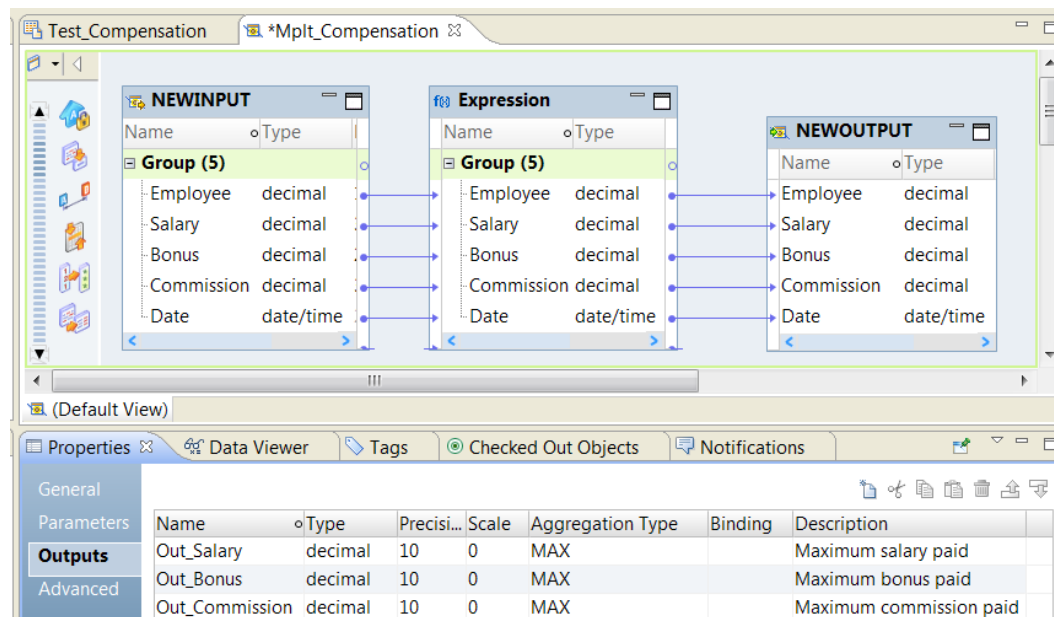 Test_Compensation *Mplt_Compensation
NEWINPUT
Name Type
Group (5)
Employee decimal
Salary decimal
Bonus decimal
Commission decimal
Date date/time
f(x) Expression
Name Type
Group (5)
Employee decimal
Salary decimal
Bonus decimal
Commission decimal
Date date/time
NEWOUTPUT
Name Type
Employee decimal
Salary decimal
Bonus decimal
Commission decimal
Date date/time
(Default View)
Properties Data Viewer Tags Checked Out Objects Notifications
General
Parameters
Outputs
Advanced
Name Type Precisi... Scale Aggregation Type Binding Description
Out_Salary decimal 10 0 MAX Maximum salary paid
Out_Bonus decimal 10 0 MAX Maximum bonus paid
Out_Commission decimal 10 0 MAX Maximum commission paid